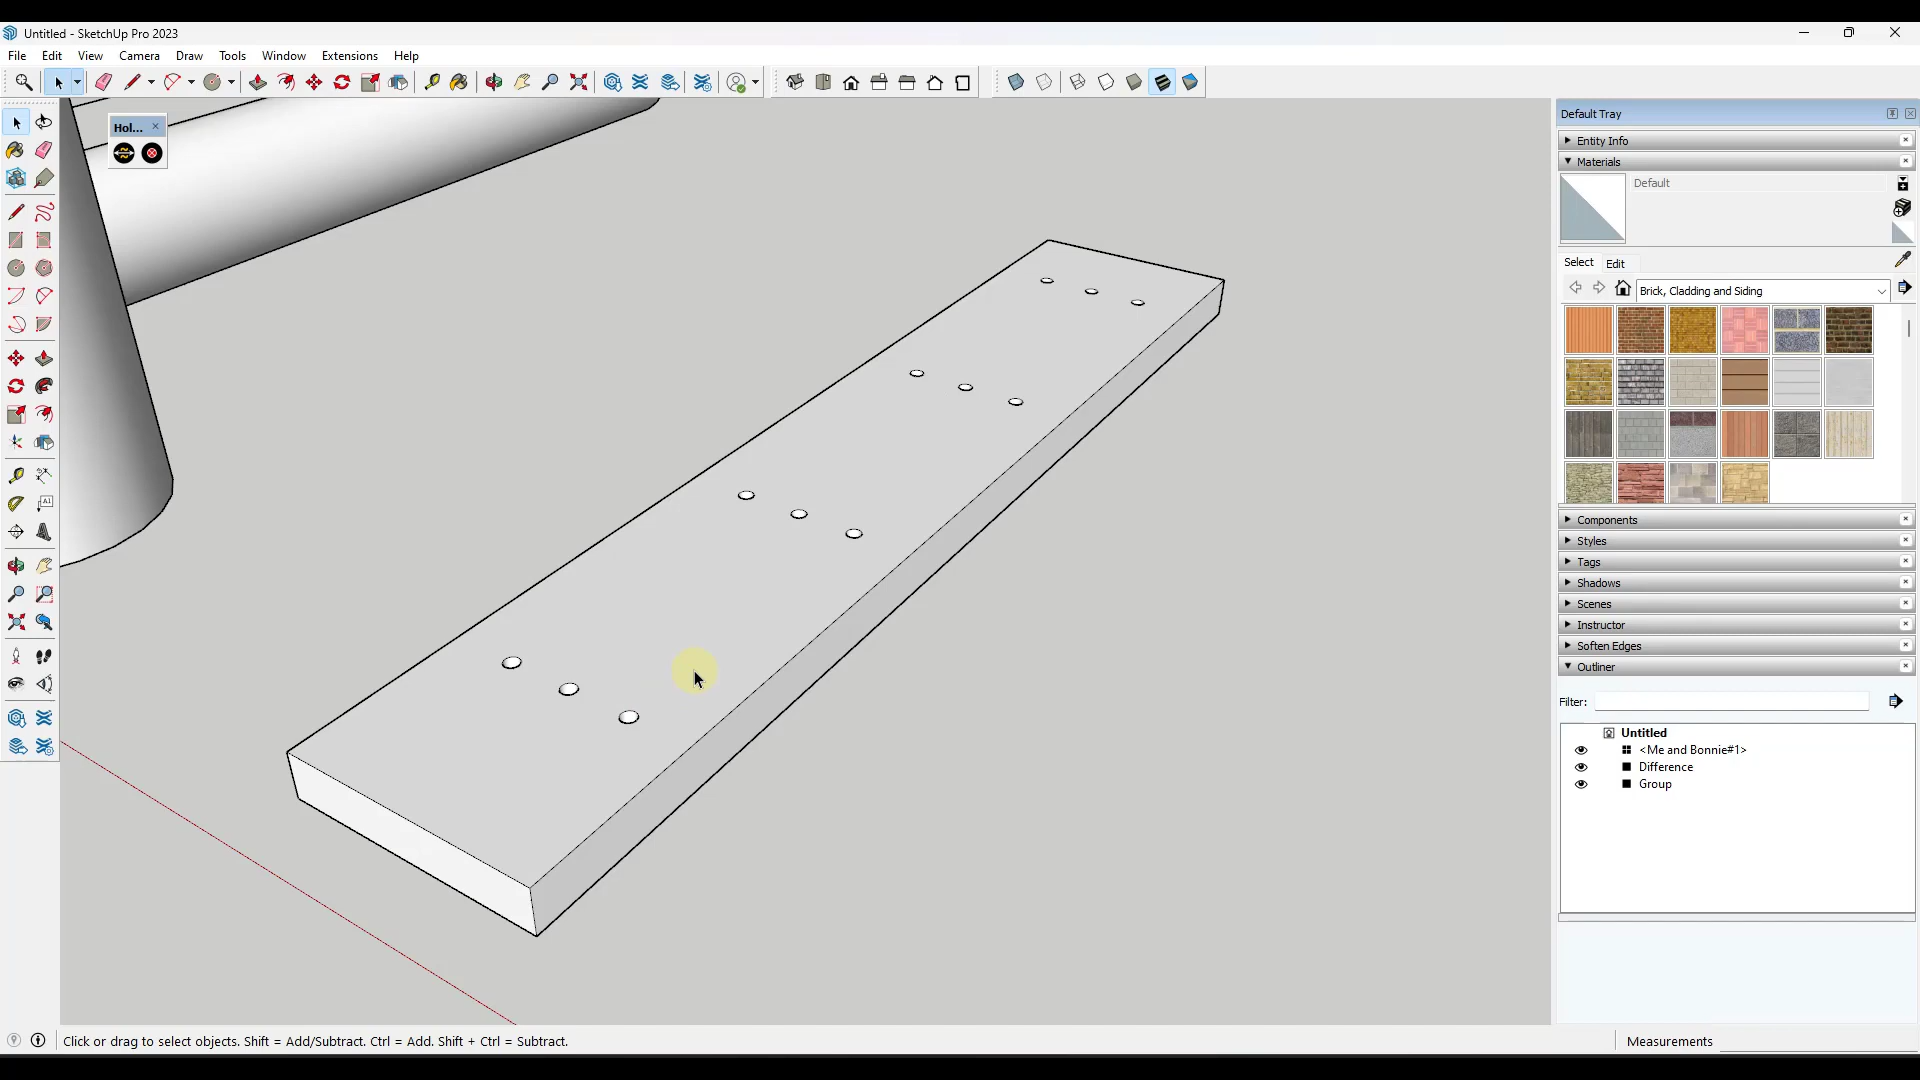 Untitled - SketchUp Pro 2023
File Edit View Camera Draw Tools Window Extensions Help
Hol...
Default Tray
Entity Info
Materials
Default
Select Edit
Brick, Cladding and Siding
Components
Styles
Tags
Shadows
Scenes
Instructor
Soften Edges
Outliner
Filter:
Untitled
<Me and Bonnie#1>
Difference
Group
Click or drag to select objects. Shift = Add/Subtract. Ctrl = Add. Shift + Ctrl = Subtract.
Measurements